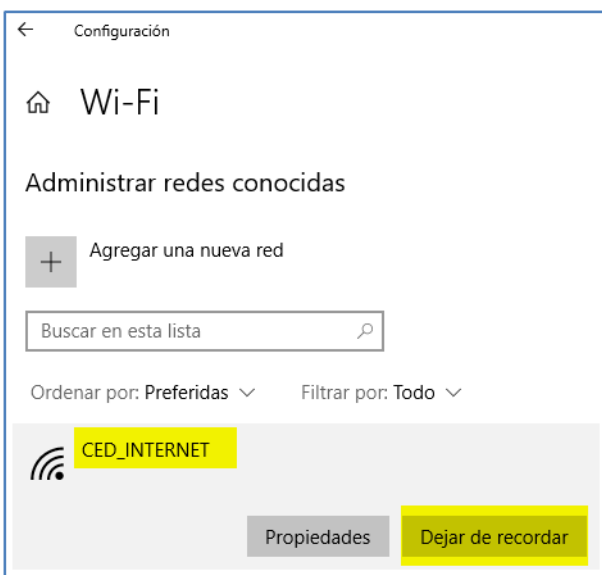 Configuración
Wi-Fi
Administrar redes conocidas
Agregar una nueva red
Buscar en esta lista
Ordenar por: Preferidas Filtrar por: Todo
CED_INTERNET
Propiedades Dejar de recordar